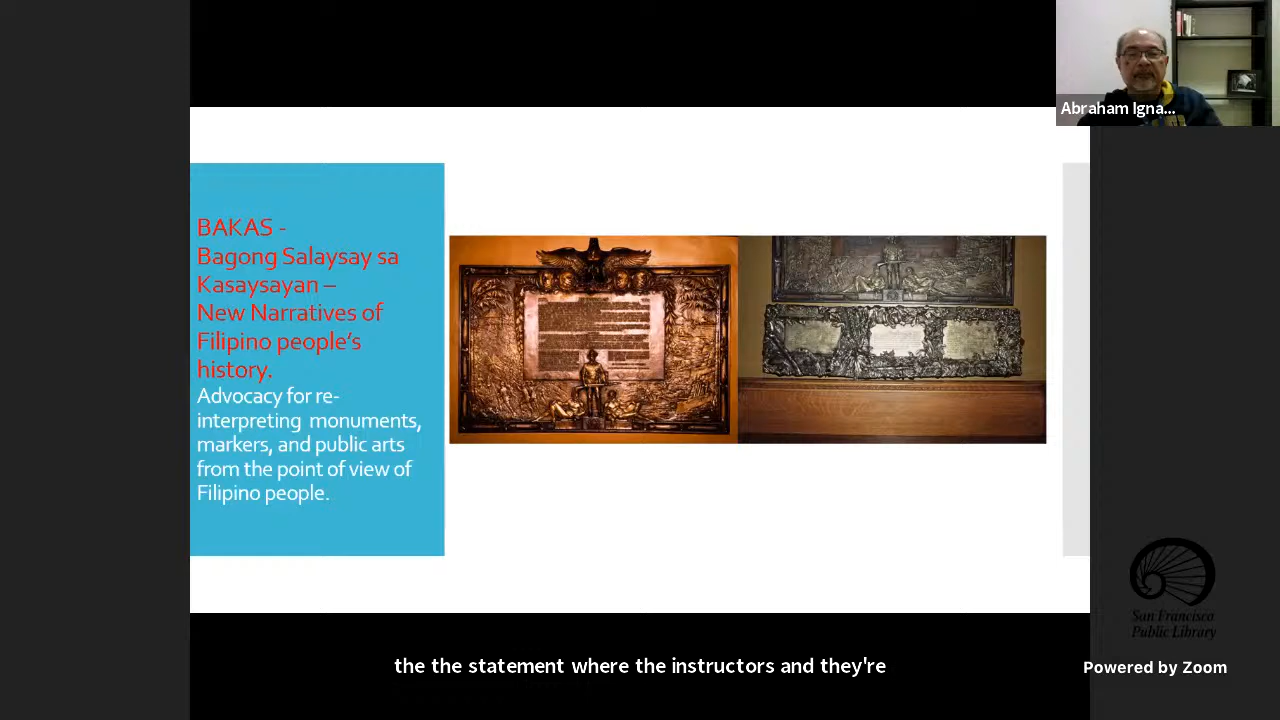 Abraham Igna...
BAKAS -
Bagong Salaysay sa
Kasaysayan –
New Narratives of
Filipino people's
history.
Advocacy for re-
interpreting monuments,
markers, and public arts
from the point of view of
Filipino people.
San Francisco
Public Library
the the statement where the instructors and they're
Powered by Zoom